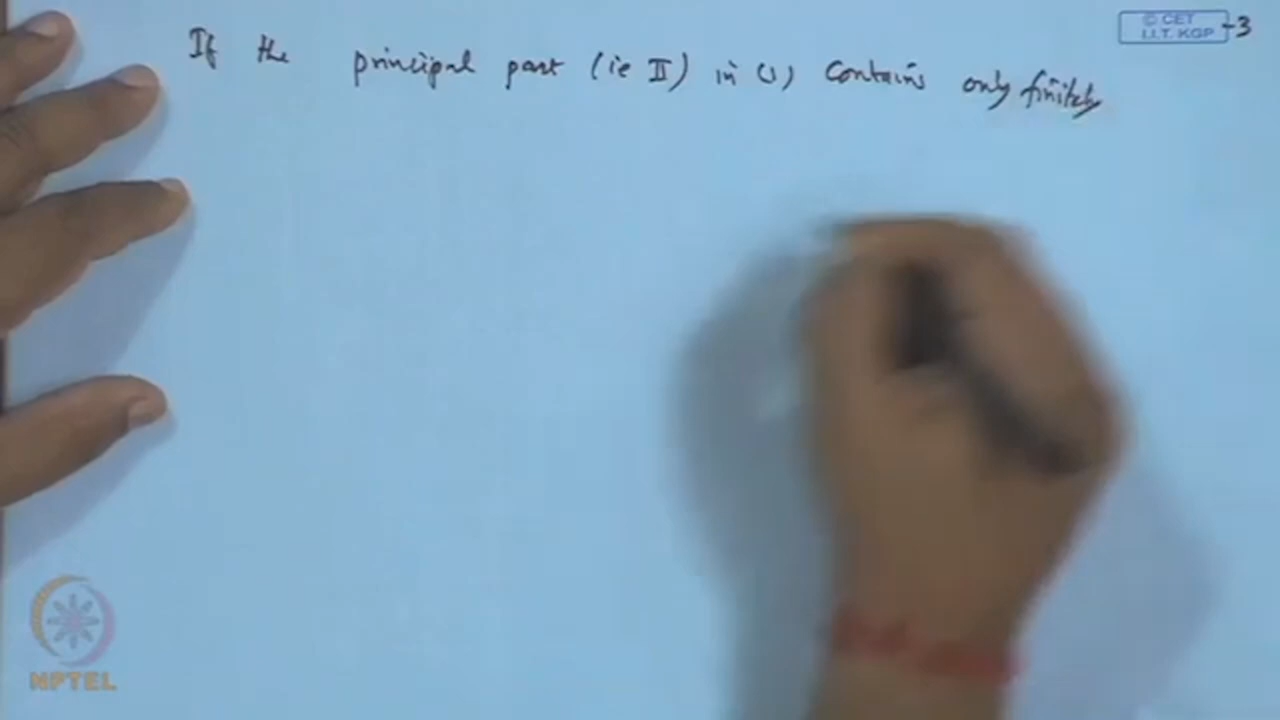 If the principal part (ie II) in (1) contains only finitely
© CET
I.I.T. KGP
-3
NPTEL